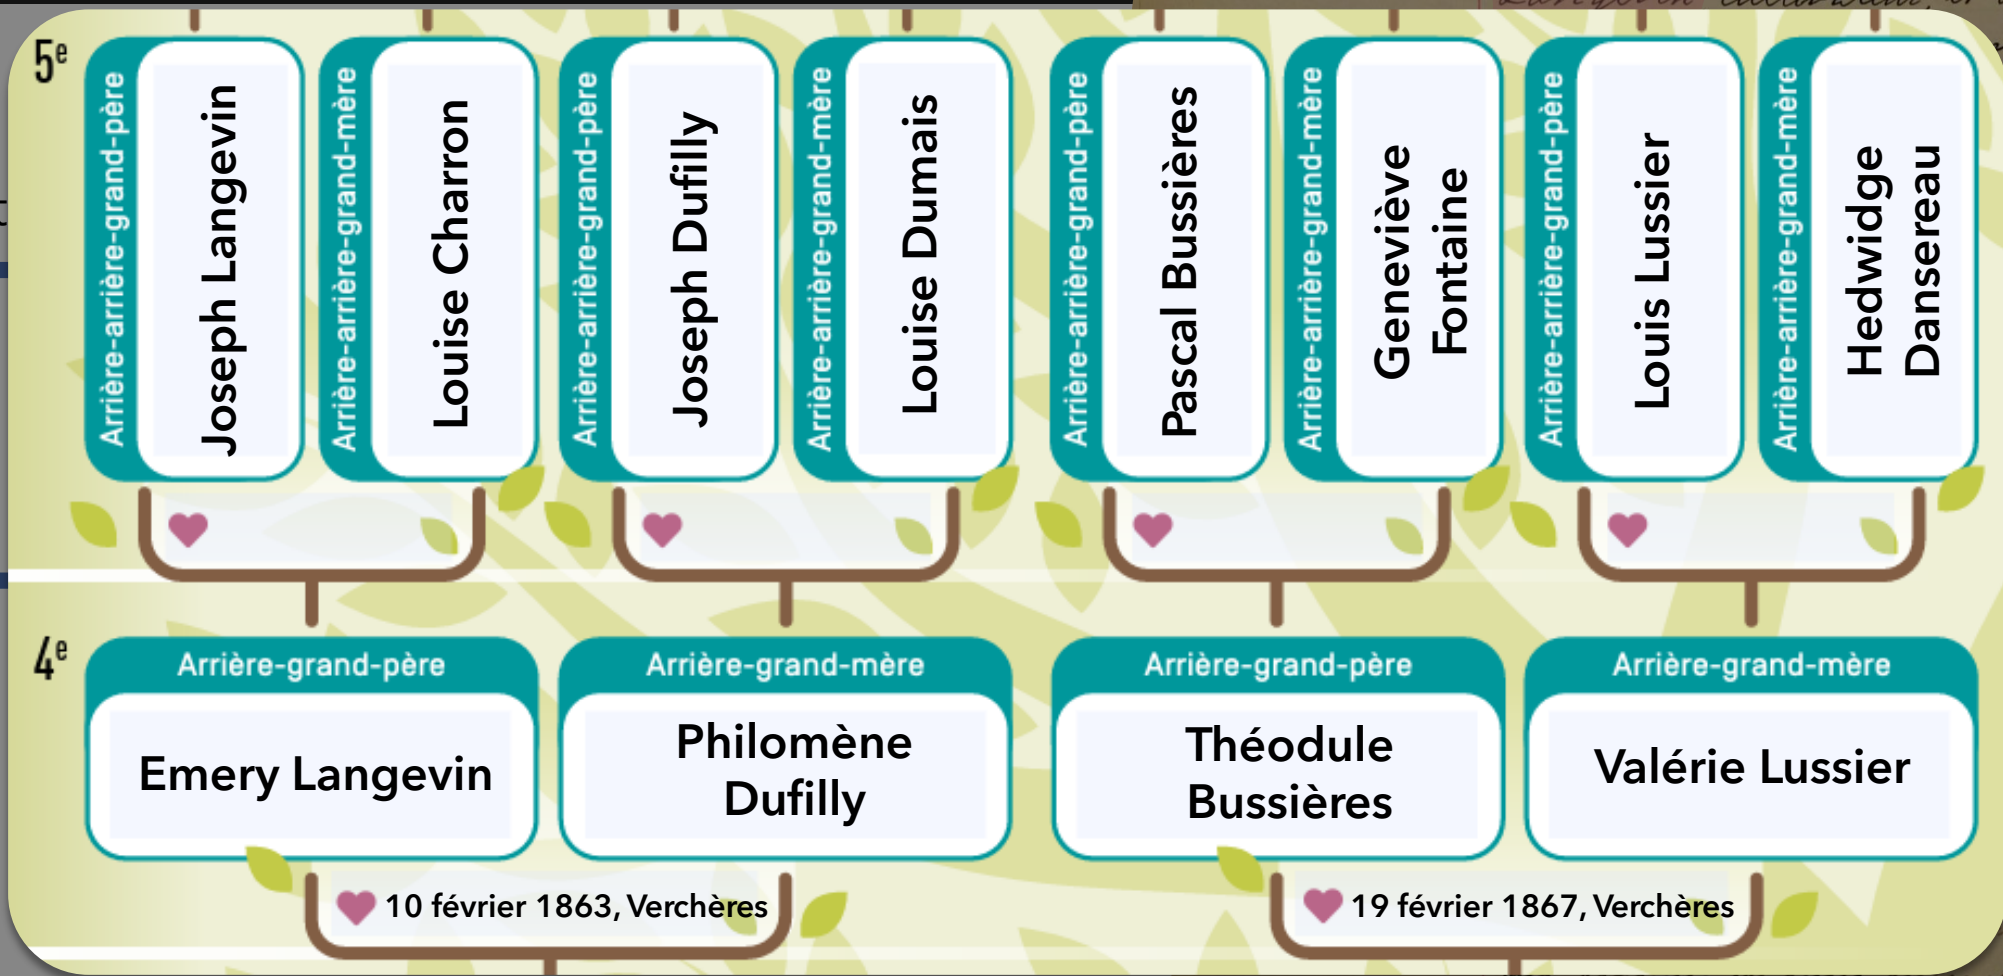 5e
Arrière-arrière-grand-père
Joseph Langevin
Arrière-arrière-grand-mère
Louise Charron
Arrière-arrière-grand-père
Joseph Dufilly
Arrière-arrière-grand-mère
Louise Dumais
Arrière-arrière-grand-père
Pascal Bussières
Arrière-arrière-grand-mère
Geneviève
Fontaine
Arrière-arrière-grand-père
Louis Lussier
Arrière-arrière-grand-mère
Hedwidge
Dansereau
4e
Arrière-grand-père
Emery Langevin
Arrière-grand-mère
Philomène
Dufilly
Arrière-grand-père
Théodule
Bussières
Arrière-grand-mère
Valérie Lussier
10 février 1863, Verchères
19 février 1867, Verchères